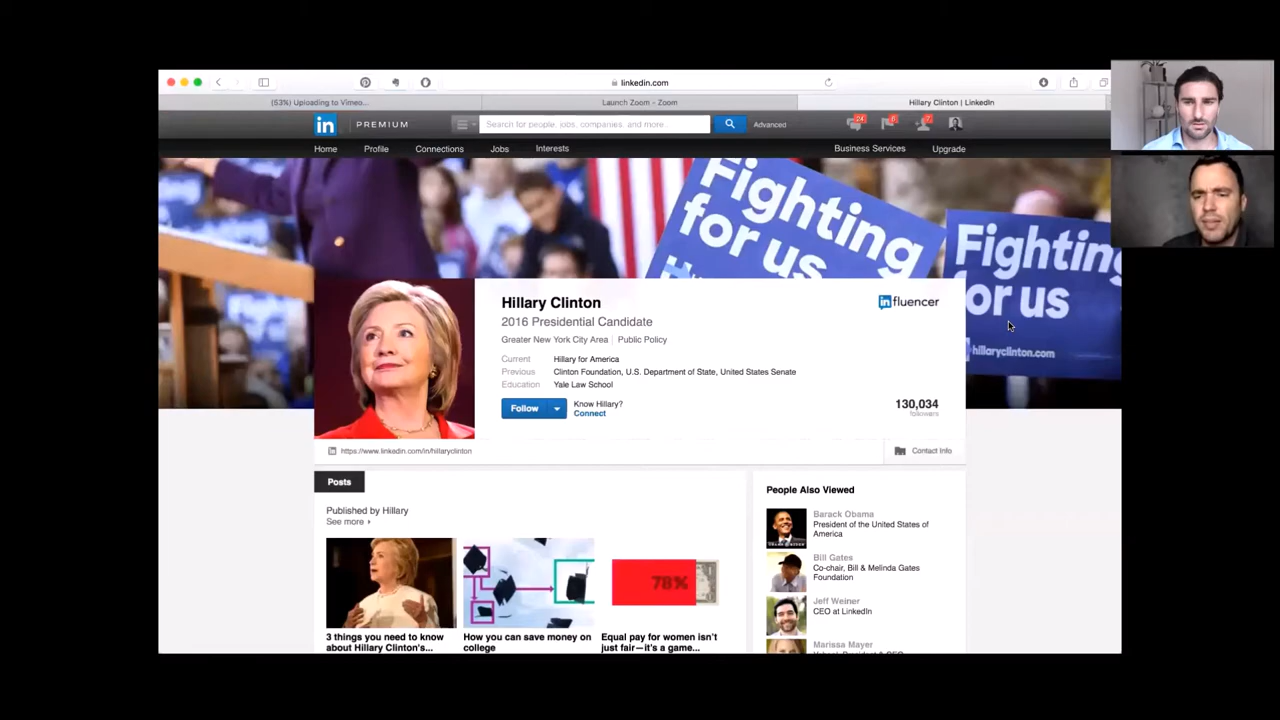 linkedin.com
(53%) Uploading to Vimeo...
Launch Zoom - Zoom
Hillary Clinton | LinkedIn
in PREMIUM
Search for people, jobs, companies, and more...
Advanced
24
6
7
Home Profile Connections Jobs Interests
Business Services Upgrade
Fighting
for us
Fighting
for us
hillaryclinton.com
Hillary Clinton
influencer
2016 Presidential Candidate
Greater New York City Area | Public Policy
Current Hillary for America
Previous Clinton Foundation, U.S. Department of State, United States Senate
Education Yale Law School
Follow
Know Hillary?
Connect
130,034
followers
https://www.linkedin.com/in/hillaryclinton
Contact Info
Posts
Published by Hillary
See more
78%
3 things you need to know
about Hillary Clinton's...
How you can save money on
college
Equal pay for women isn't
just fair—it's a game...
People Also Viewed
Barack Obama
President of the United States of
America
Bill Gates
Co-chair, Bill & Melinda Gates
Foundation
Jeff Weiner
CEO at LinkedIn
Marissa Mayer